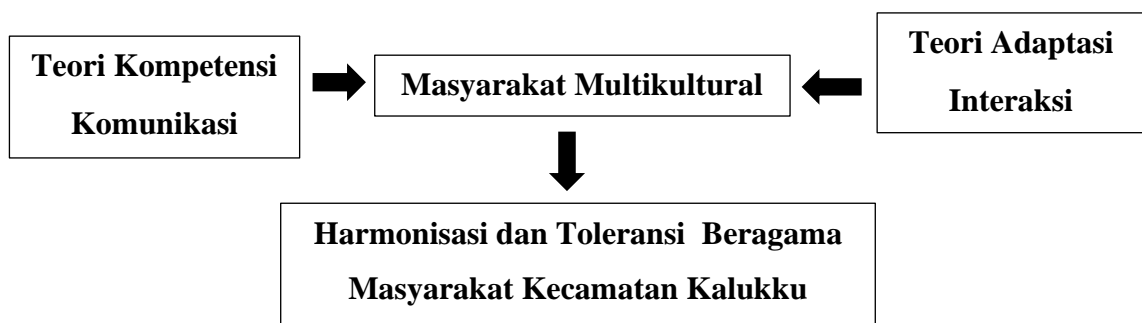 Teori Kompetensi
Komunikasi
Masyarakat Multikultural
Teori Adaptasi
Interaksi
Harmonisasi dan Toleransi Beragama
Masyarakat Kecamatan Kalukku